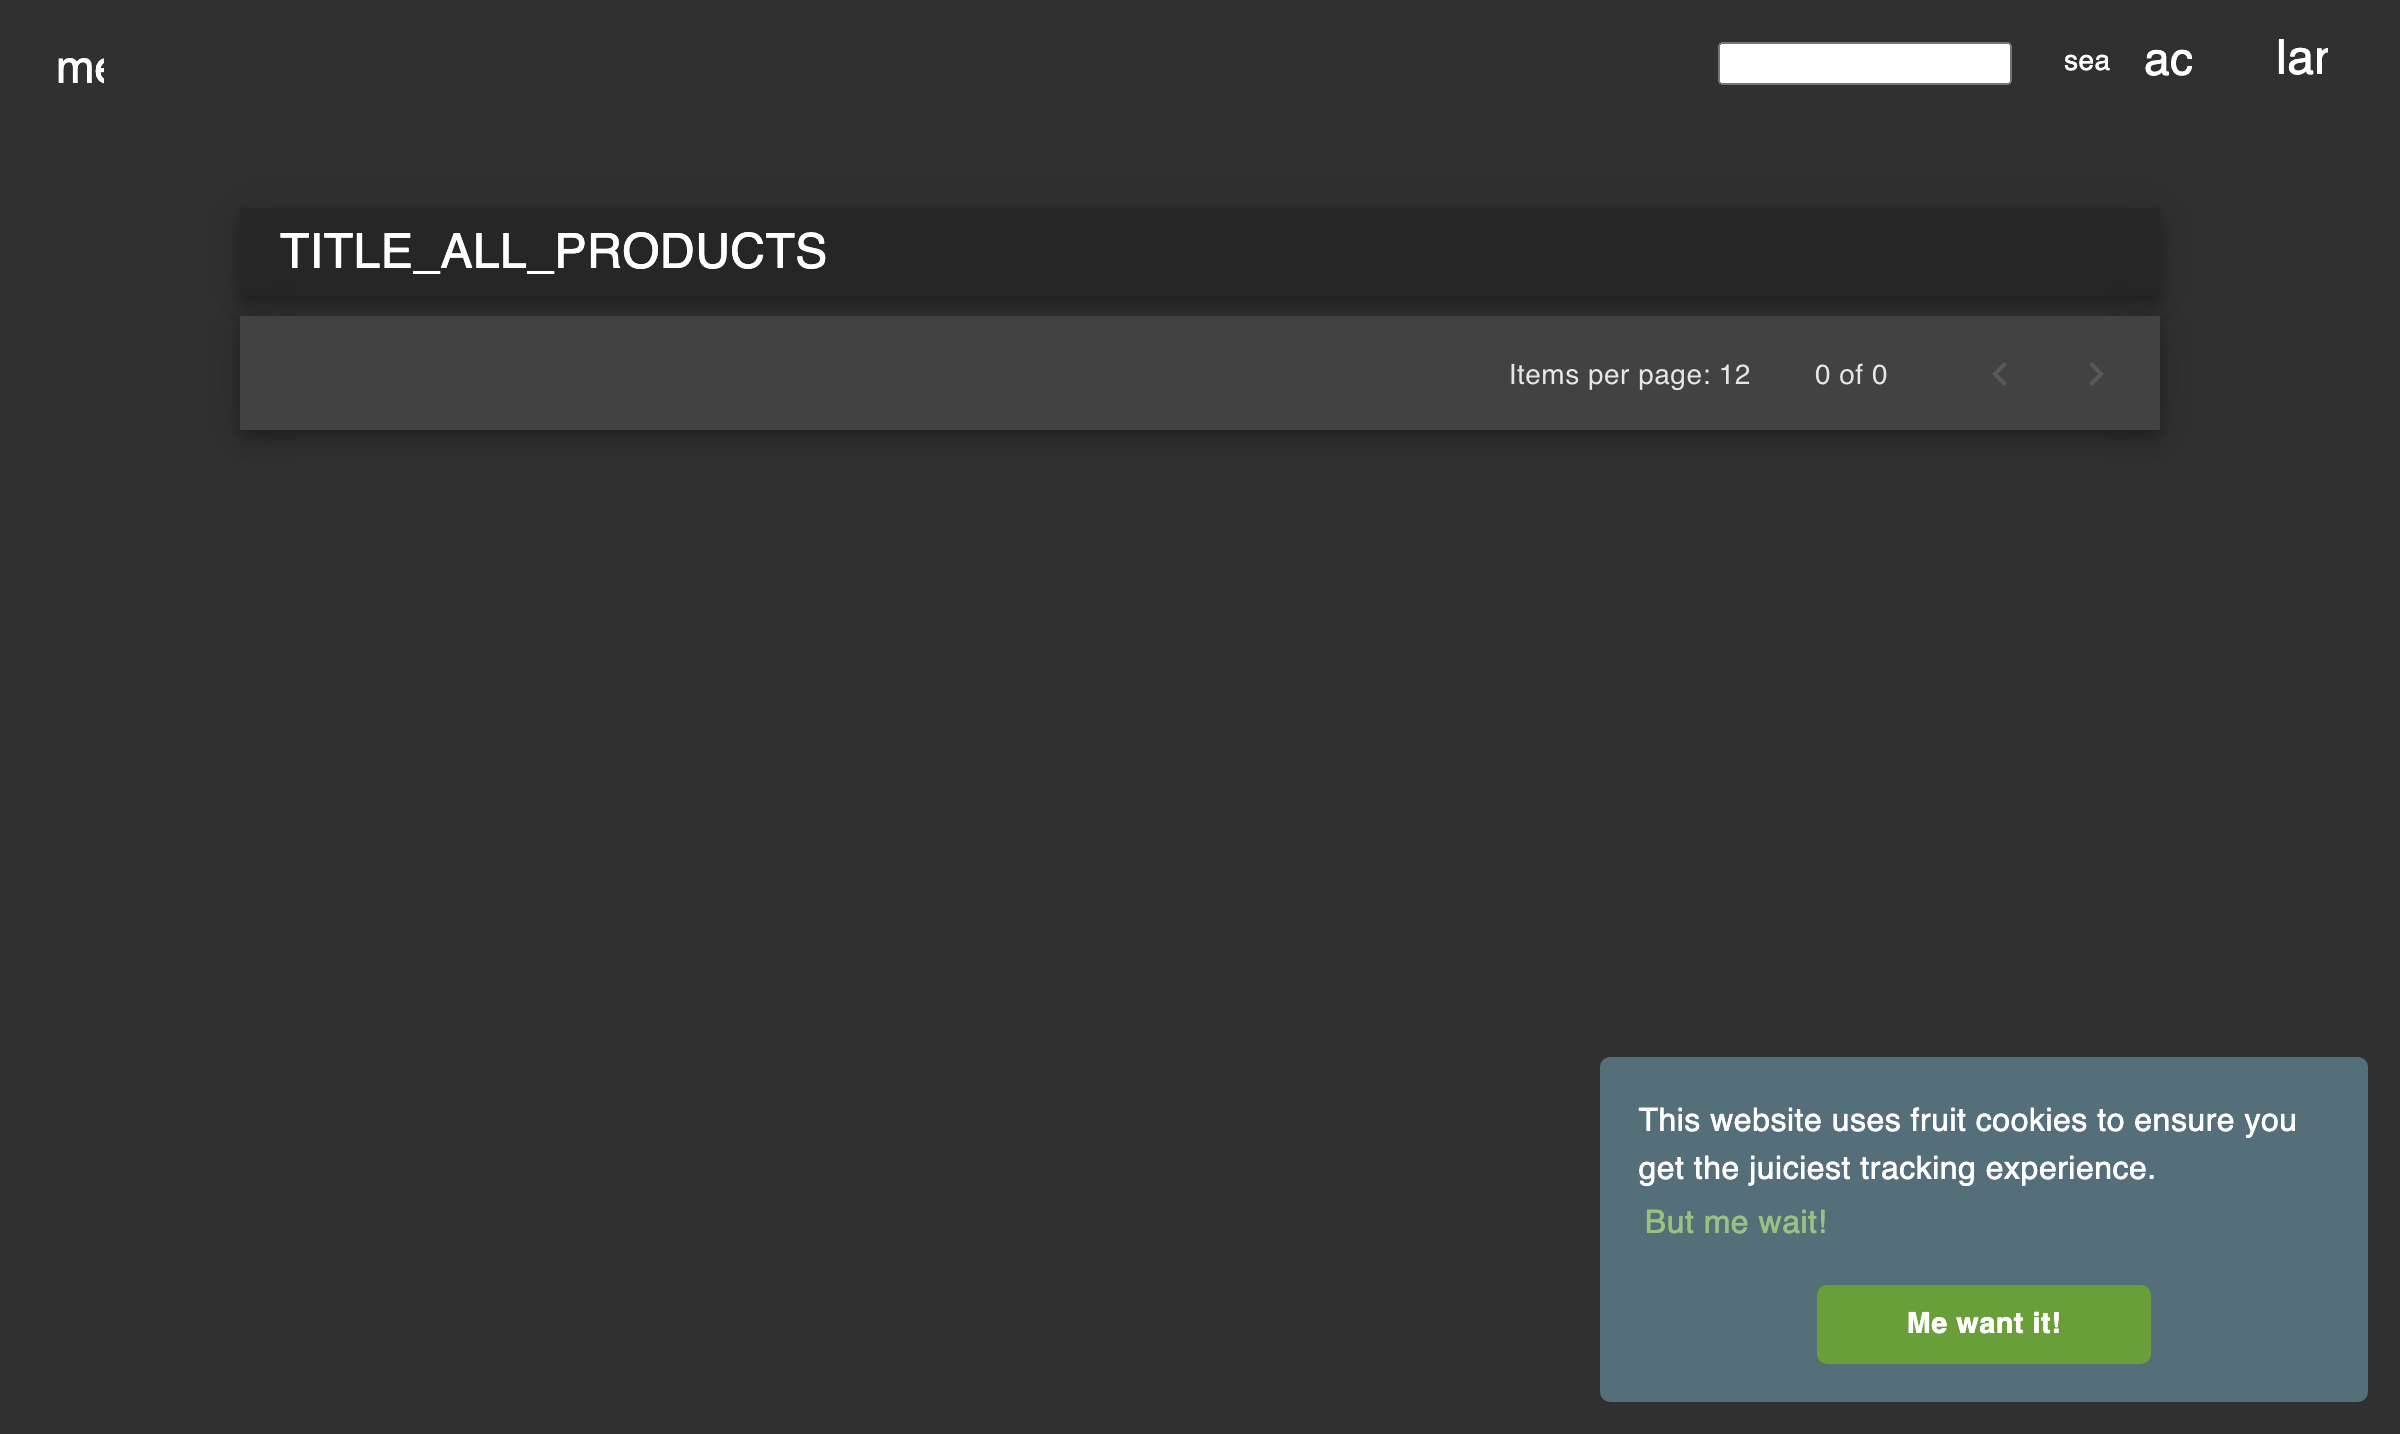 me
sea ac lar
TITLE_ALL_PRODUCTS
Items per page: 12 0 of 0
This website uses fruit cookies to ensure you
get the juiciest tracking experience.
But me wait!
Me want it!